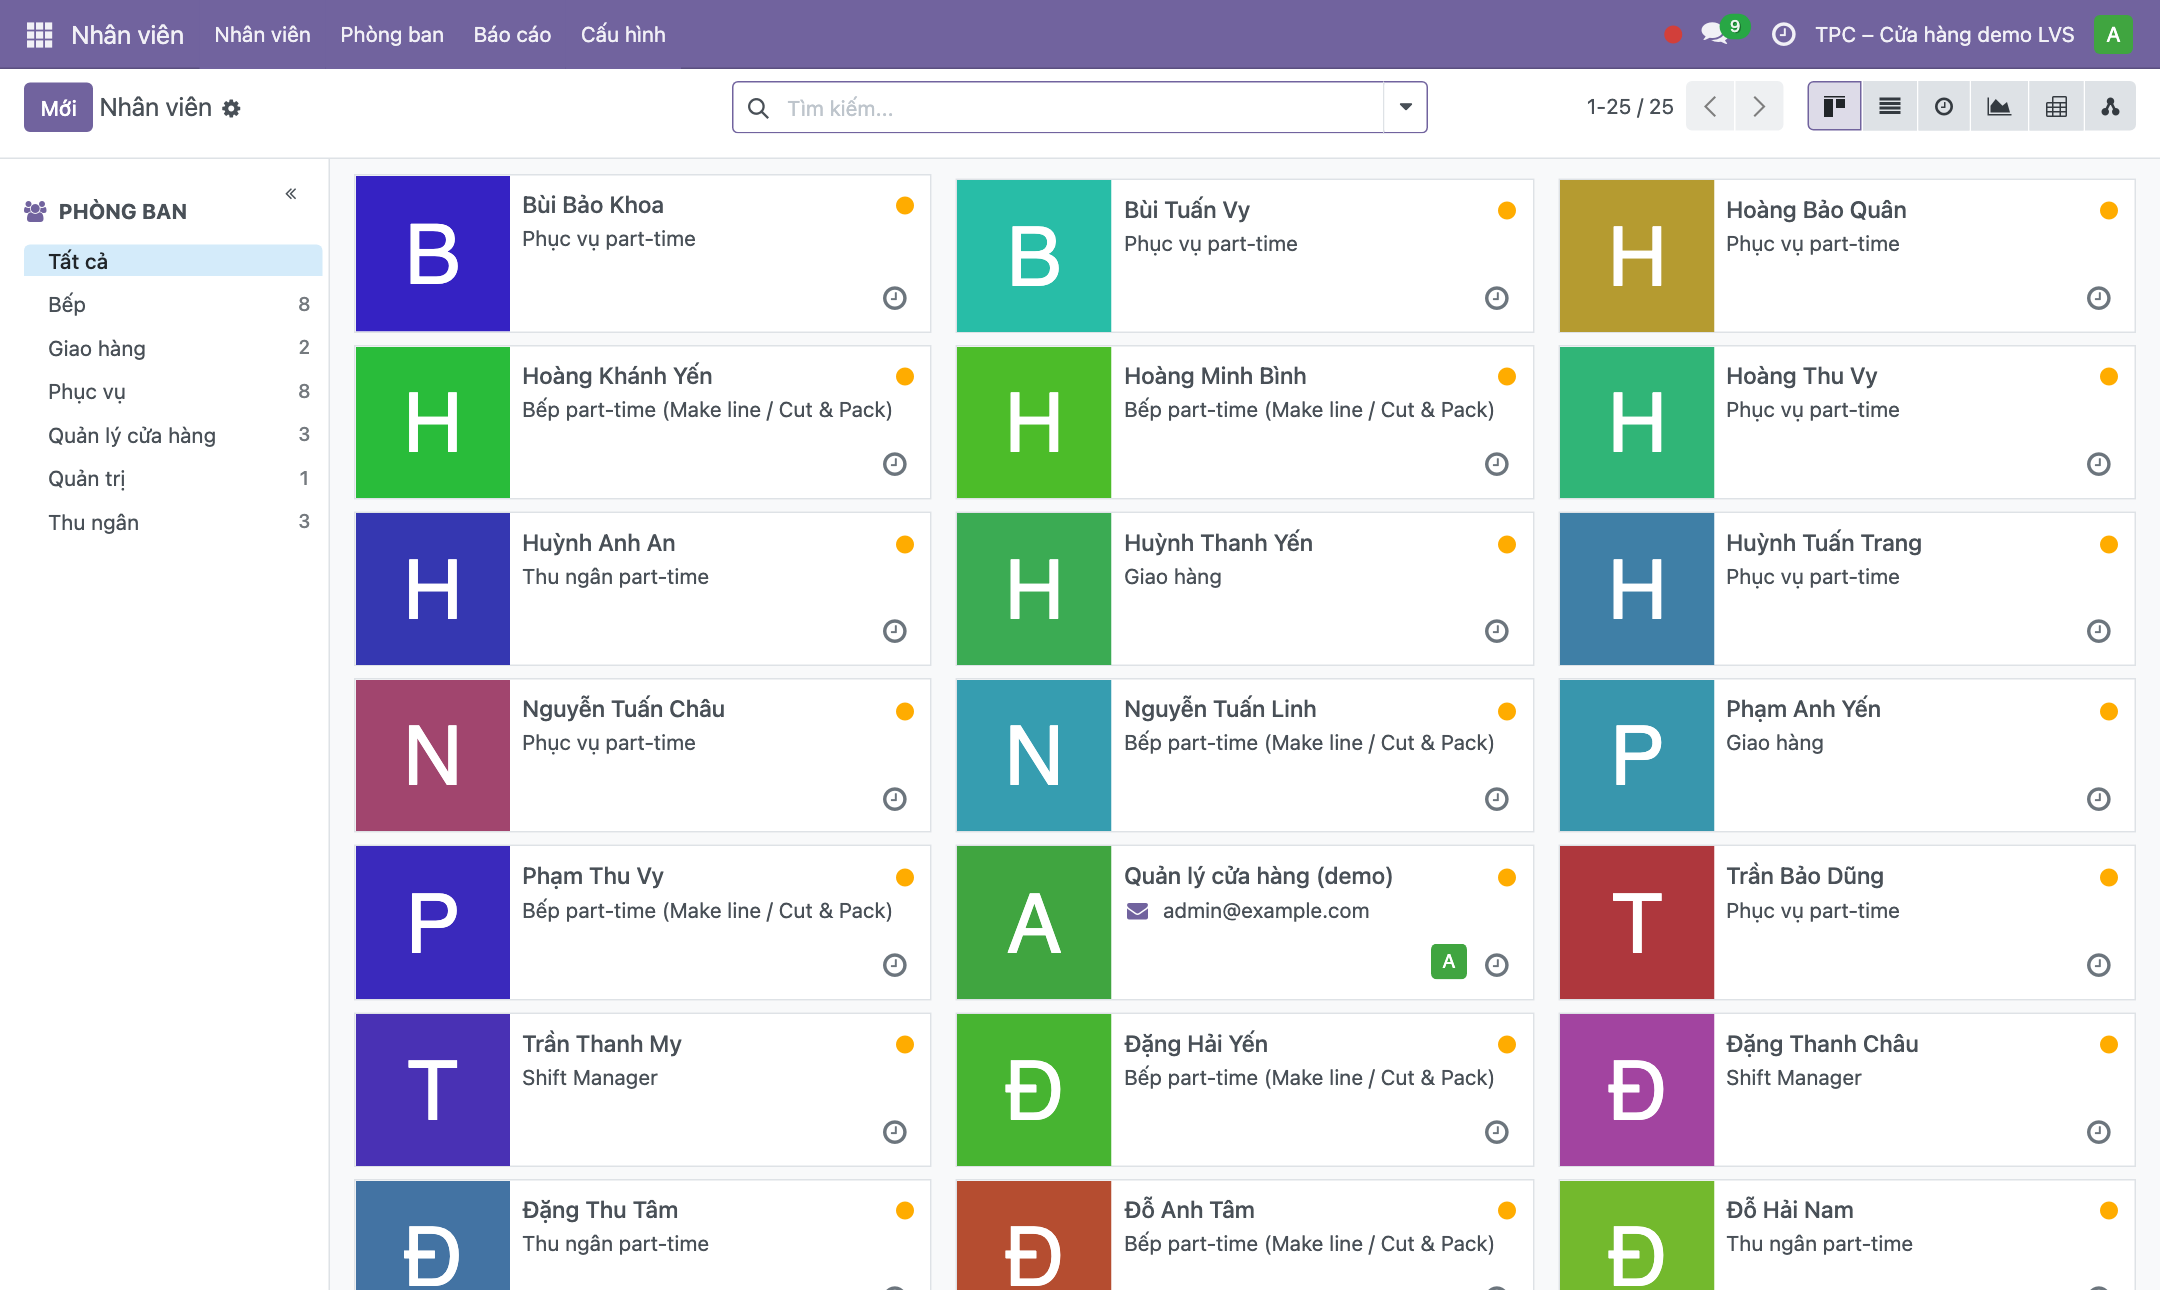 Nhân viên Nhân viên Phòng ban Báo cáo Cấu hình 9 TPC – Cửa hàng demo LVS A
Mới Nhân viên Tìm kiếm... 1-25 / 25
PHÒNG BAN
Tất cả
Bếp 8
Giao hàng 2
Phục vụ 8
Quản lý cửa hàng 3
Quản trị 1
Thu ngân 3
B Bùi Bảo Khoa
Phục vụ part-time
B Bùi Tuấn Vy
Phục vụ part-time
H Hoàng Bảo Quân
Phục vụ part-time
H Hoàng Khánh Yến
Bếp part-time (Make line / Cut & Pack)
H Hoàng Minh Bình
Bếp part-time (Make line / Cut & Pack)
H Hoàng Thu Vy
Phục vụ part-time
H Huỳnh Anh An
Thu ngân part-time
H Huỳnh Thanh Yến
Giao hàng
H Huỳnh Tuấn Trang
Phục vụ part-time
N Nguyễn Tuấn Châu
Phục vụ part-time
N Nguyễn Tuấn Linh
Bếp part-time (Make line / Cut & Pack)
P Phạm Anh Yến
Giao hàng
P Phạm Thu Vy
Bếp part-time (Make line / Cut & Pack)
A Quản lý cửa hàng (demo)
admin@example.com
A
T Trần Bảo Dũng
Phục vụ part-time
T Trần Thanh My
Shift Manager
Đ Đặng Hải Yến
Bếp part-time (Make line / Cut & Pack)
Đ Đặng Thanh Châu
Shift Manager
Đ Đặng Thu Tâm
Thu ngân part-time
Đ Đỗ Anh Tâm
Bếp part-time (Make line / Cut & Pack)
Đ Đỗ Hải Nam
Thu ngân part-time